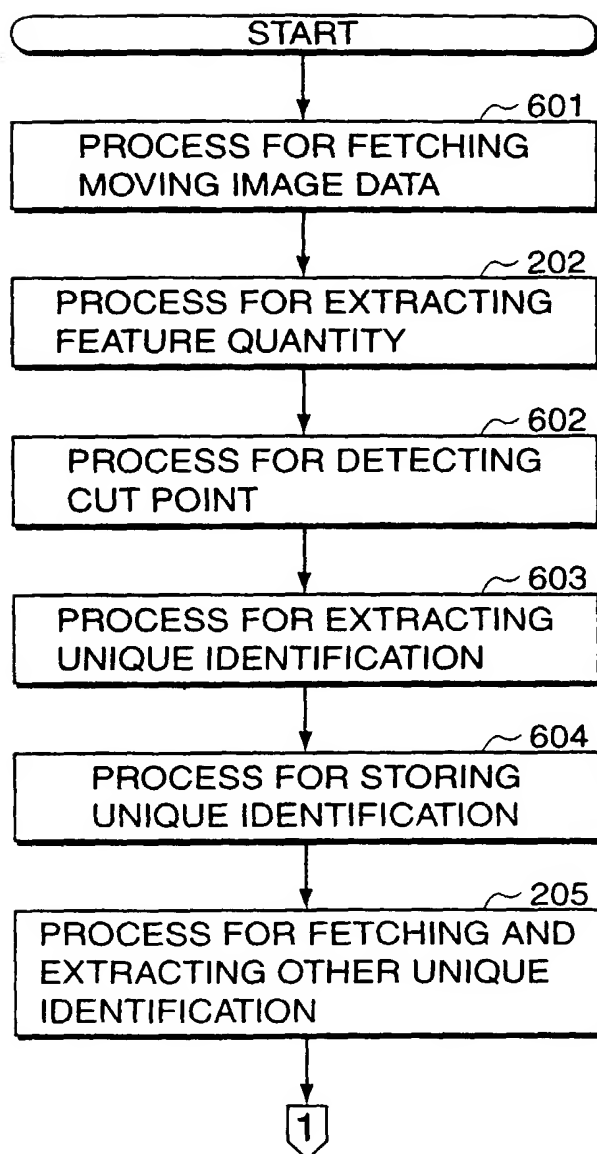 START
601
PROCESS FOR FETCHING
MOVING IMAGE DATA
202
PROCESS FOR EXTRACTING
FEATURE QUANTITY
602
PROCESS FOR DETECTING
CUT POINT
603
PROCESS FOR EXTRACTING
UNIQUE IDENTIFICATION
604
PROCESS FOR STORING
UNIQUE IDENTIFICATION
205
PROCESS FOR FETCHING AND
EXTRACTING OTHER UNIQUE
IDENTIFICATION
1